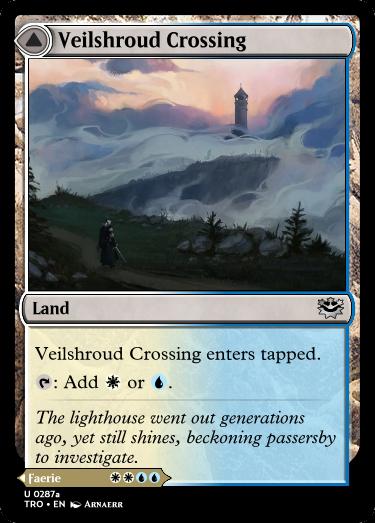 Veilshroud Crossing
Land
Veilshroud Crossing enters tapped.
: Add or .
The lighthouse went out generations
ago, yet still shines, beckoning passersby
to investigate.
Faerie
U 0287a
TRO • EN Arnaerr